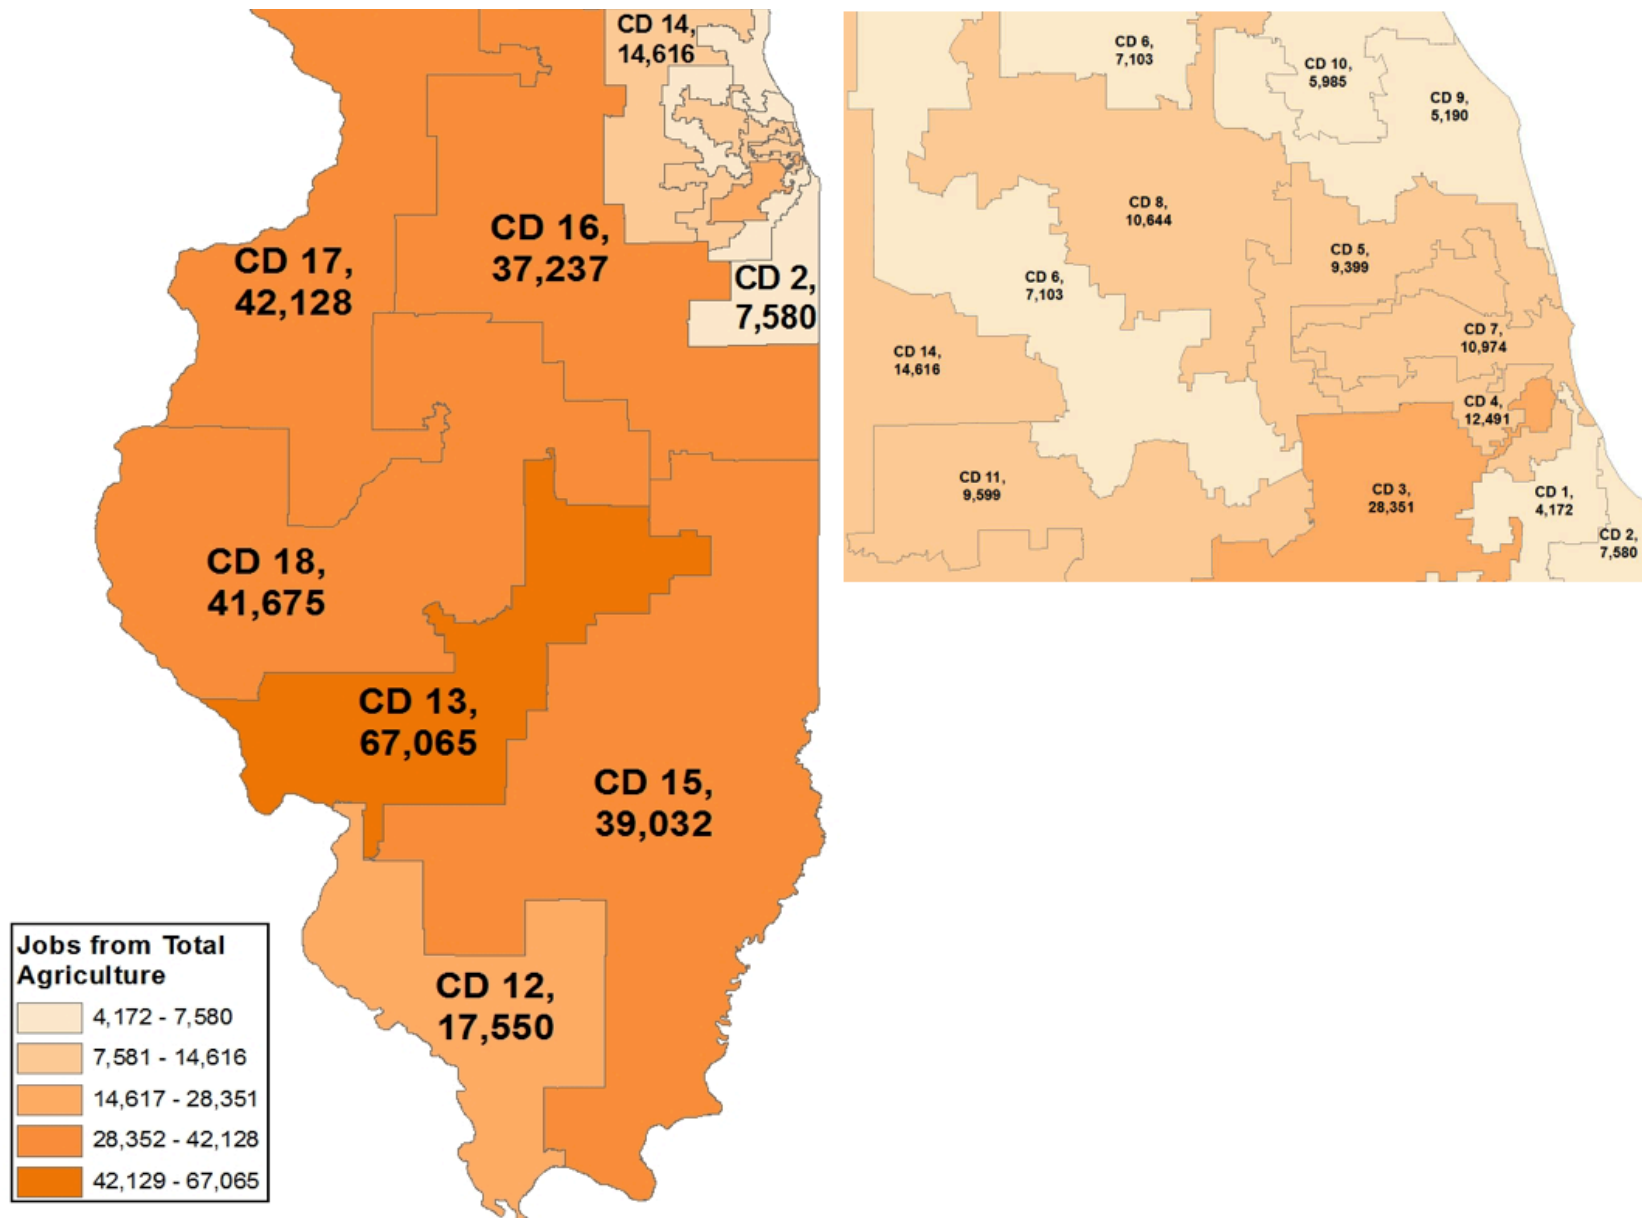 CD 14,
14,616
CD 17,
42,128
CD 16,
37,237
CD 2,
7,580
CD 18,
41,675
CD 13,
67,065
CD 15,
39,032
CD 12,
17,550
Jobs from Total
Agriculture
4,172 - 7,580
7,581 - 14,616
14,617 - 28,351
28,352 - 42,128
42,129 - 67,065
CD 6,
7,103
CD 10,
5,985
CD 9,
5,190
CD 8,
10,644
CD 5,
9,399
CD 6,
7,103
CD 7,
10,974
CD 14,
14,616
CD 4,
12,491
CD 11,
9,599
CD 3,
28,351
CD 1,
4,172
CD 2,
7,580